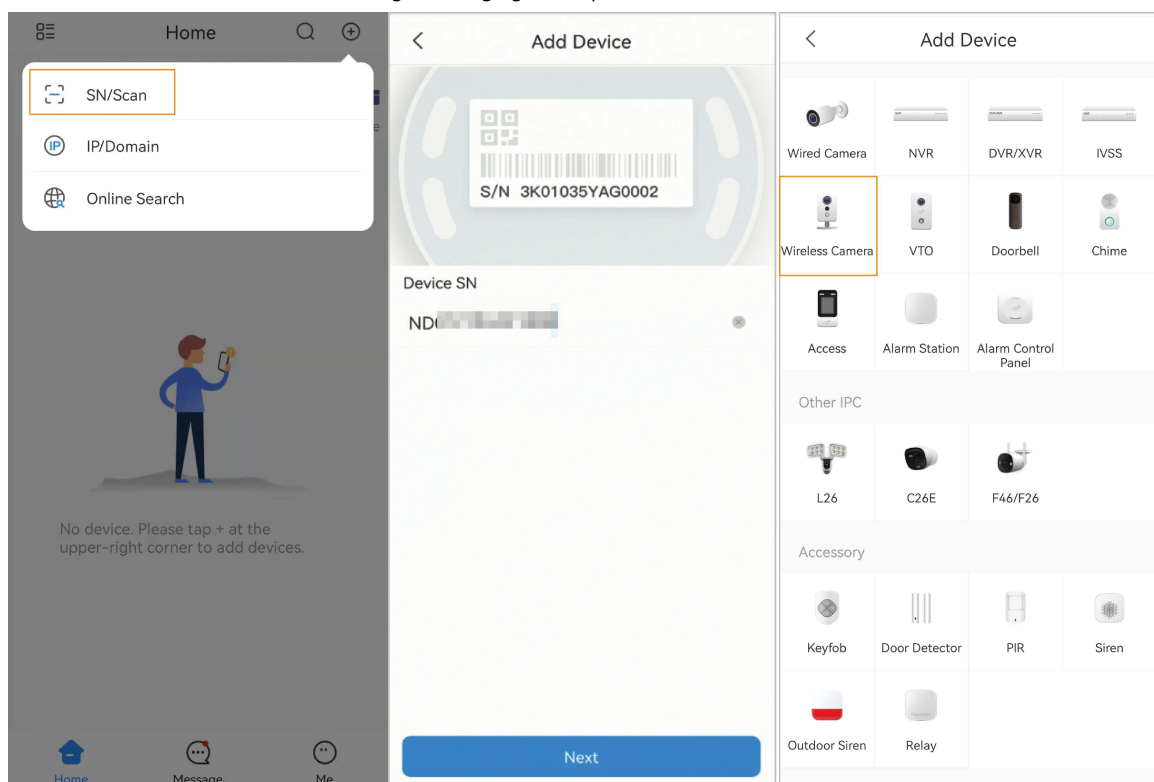 Home
SN/Scan
IP/Domain
Online Search
No device. Please tap + at the
upper-right corner to add devices.
Home
Message
Me
Add Device
S/N 3K01035YAG0002
Device SN
ND
Next
Add Device
Wired Camera
NVR
DVR/XVR
IVSS
Wireless Camera
VTO
Doorbell
Chime
Access
Alarm Station
Alarm Control
Panel
Other IPC
L26
C26E
F46/F26
Accessory
Keyfob
Door Detector
PIR
Siren
Outdoor Siren
Relay